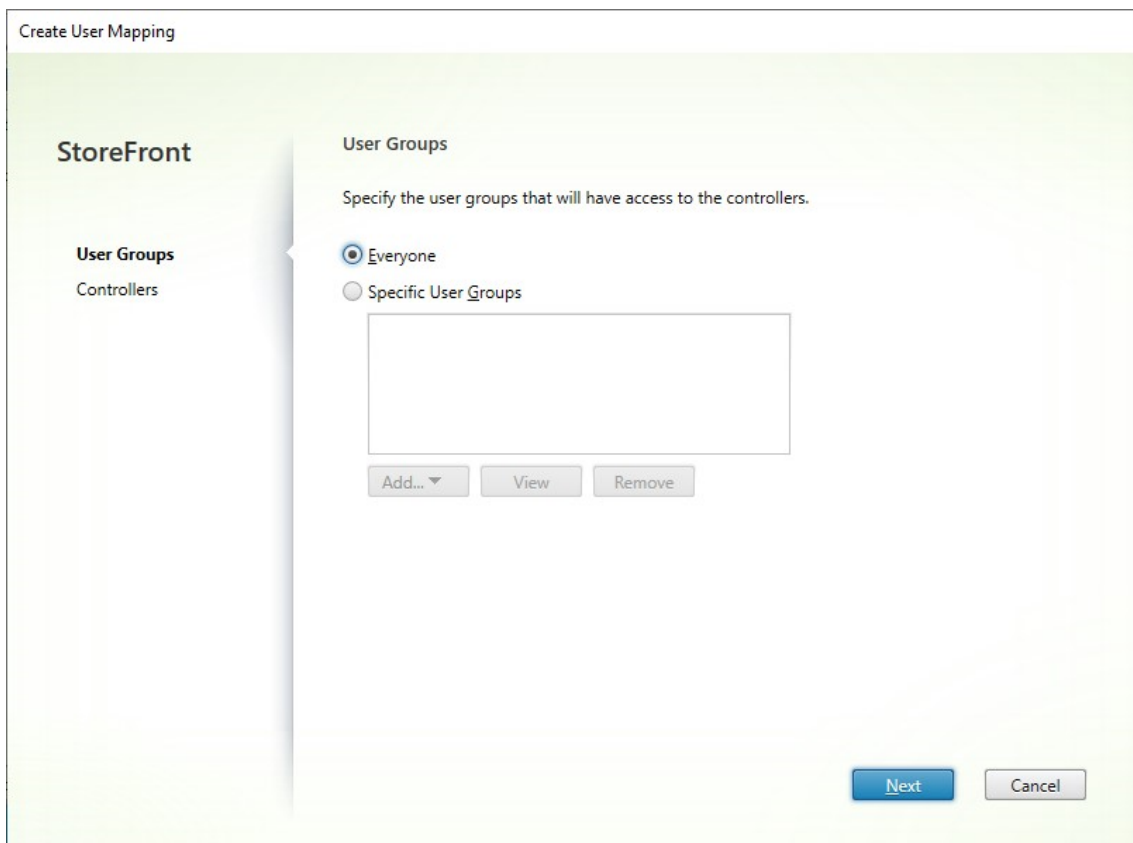 Create User Mapping
StoreFront
User Groups
Controllers
User Groups
Specify the user groups that will have access to the controllers.
Everyone
Specific User Groups
Add...
View
Remove
Next
Cancel